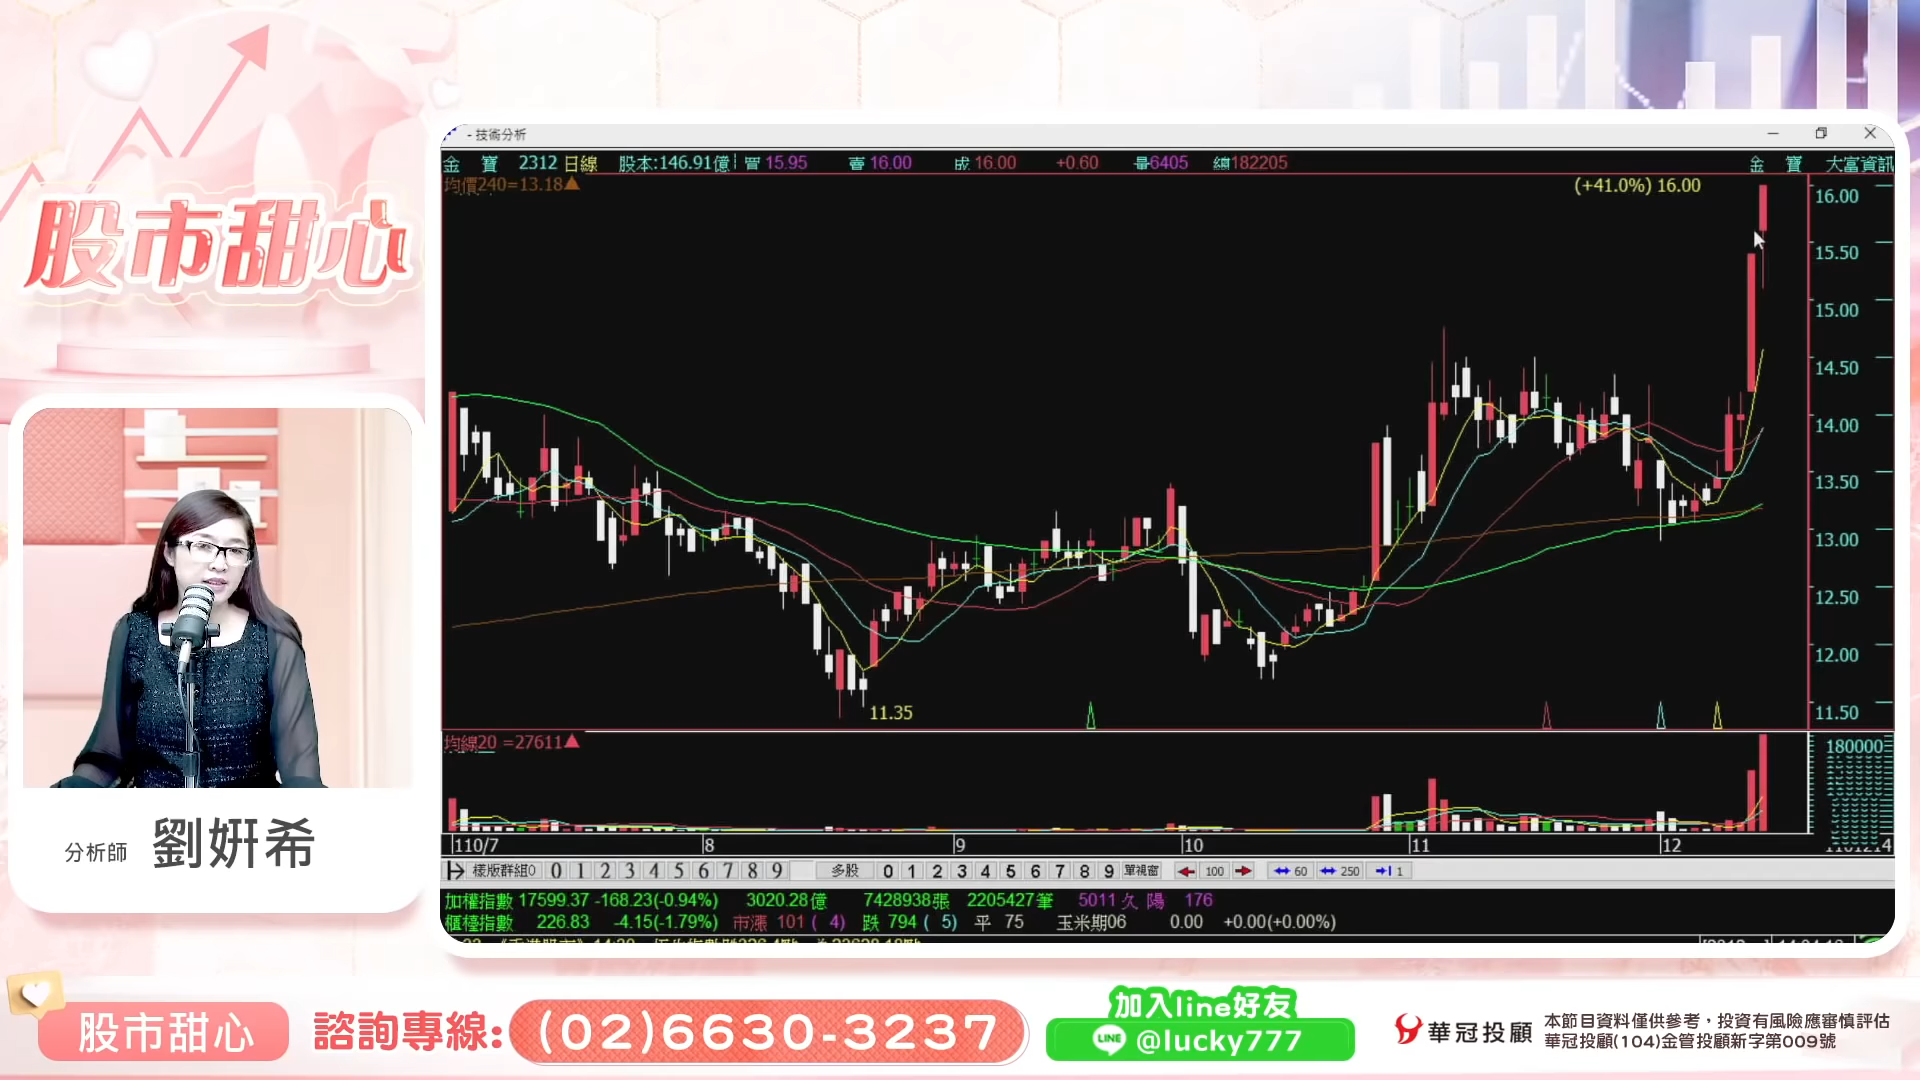 股市甜心
分析師 劉妍希
- 技術分析
金 寶 2312 日線 股本:146.91億 買 15.95 賣 16.00 成 16.00 +0.60 量6405 總182205 金 寶 大富資訊
均價240=13.18▲
(+41.0%) 16.00
16.00
15.50
15.00
14.50
14.00
13.50
13.00
12.50
12.00
11.50
11.35
均線20 =27611▲
180000
110/7 8 9 10 11 12
樣版群組0 0 1 2 3 4 5 6 7 8 9 多股 0 1 2 3 4 5 6 7 8 9 單視窗 100 60 250 1
加權指數 17599.37 -168.23(-0.94%) 3020.28億 7428938張 2205427筆 5011 久 陽 176
櫃檯指數 226.83 -4.15(-1.79%) 市漲 101 ( 4) 跌 794 ( 5) 平 75 玉米期06 0.00 +0.00(+0.00%)
股市甜心
諮詢專線:(02)6630-3237
加入line好友
LINE @lucky777
華冠投顧
本節目資料僅供參考，投資有風險應審慎評估
華冠投顧(104)金管投顧新字第009號